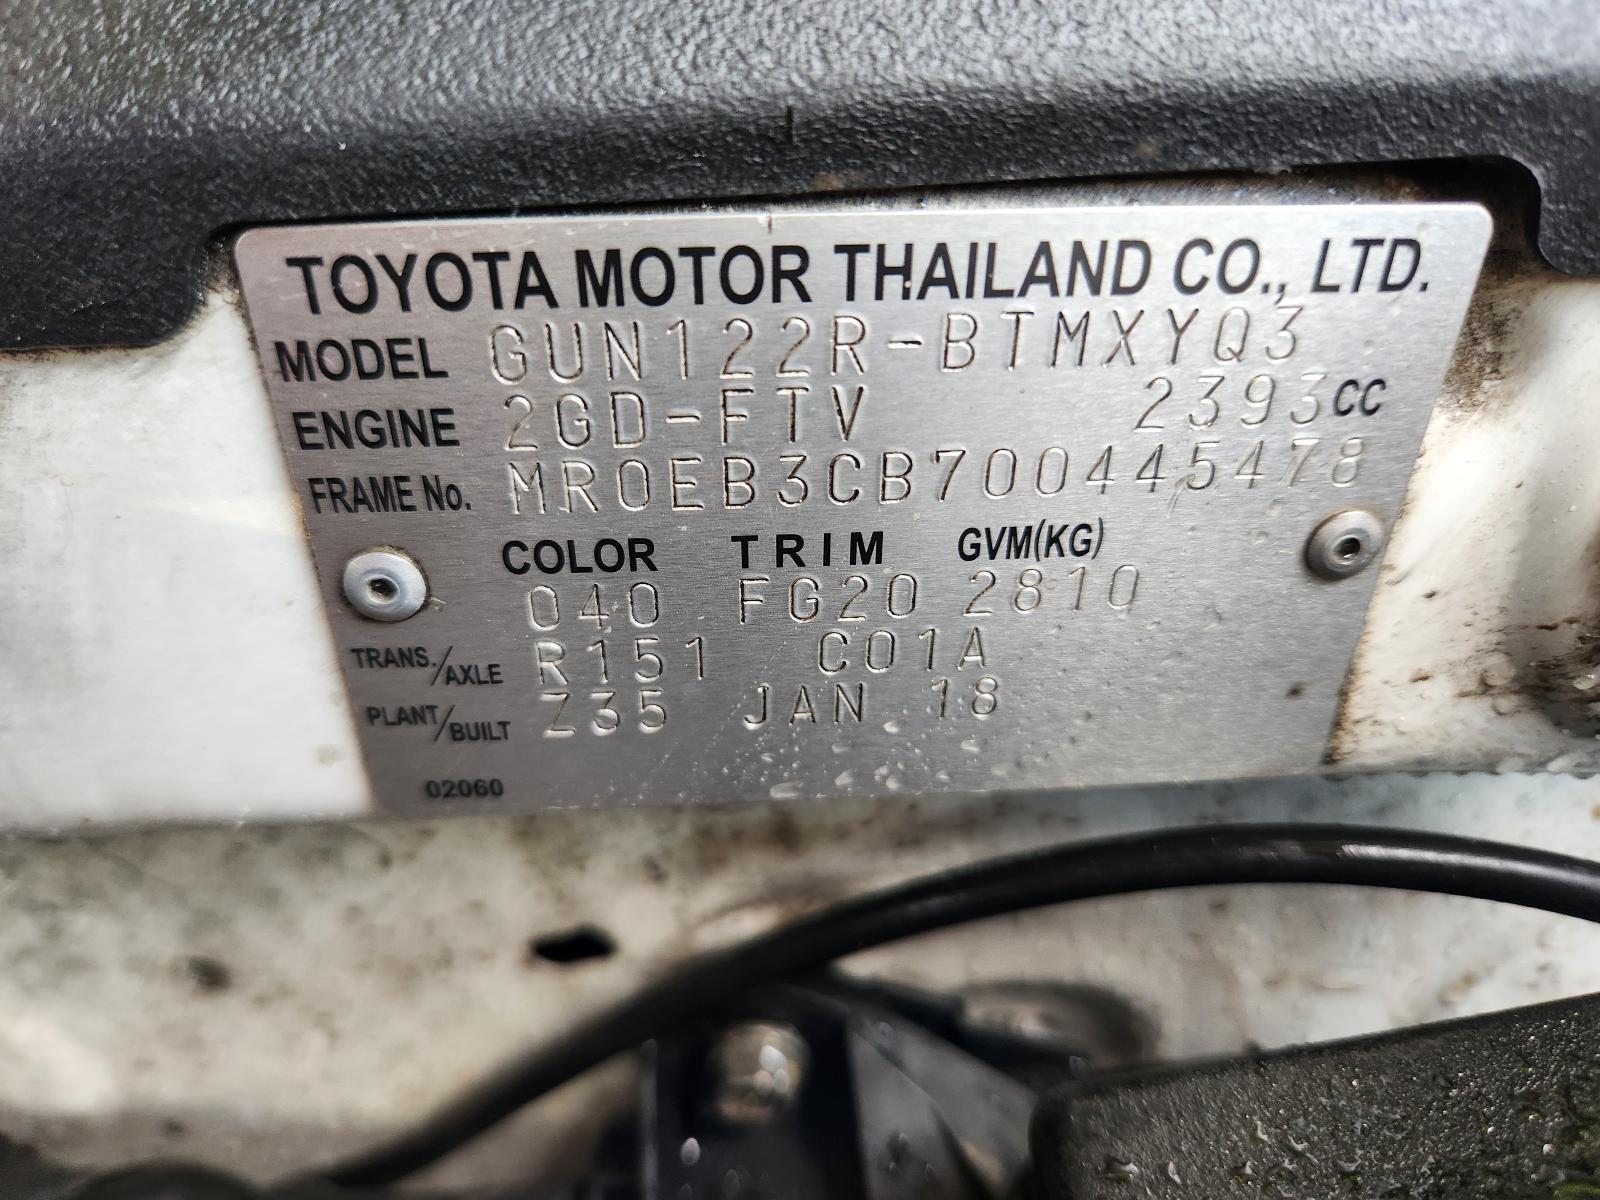 TOYOTA MOTOR THAILAND CO., LTD.
MODEL GUN122R-BTMXYQ3
ENGINE 2GD-FTV 2393CC
FRAME No. MR0EB3CB700445478
COLOR TRIM GVM(KG)
040 FG20 2810
TRANS./AXLE R151 C01A
PLANT/BUILT Z35 JAN 18
02060